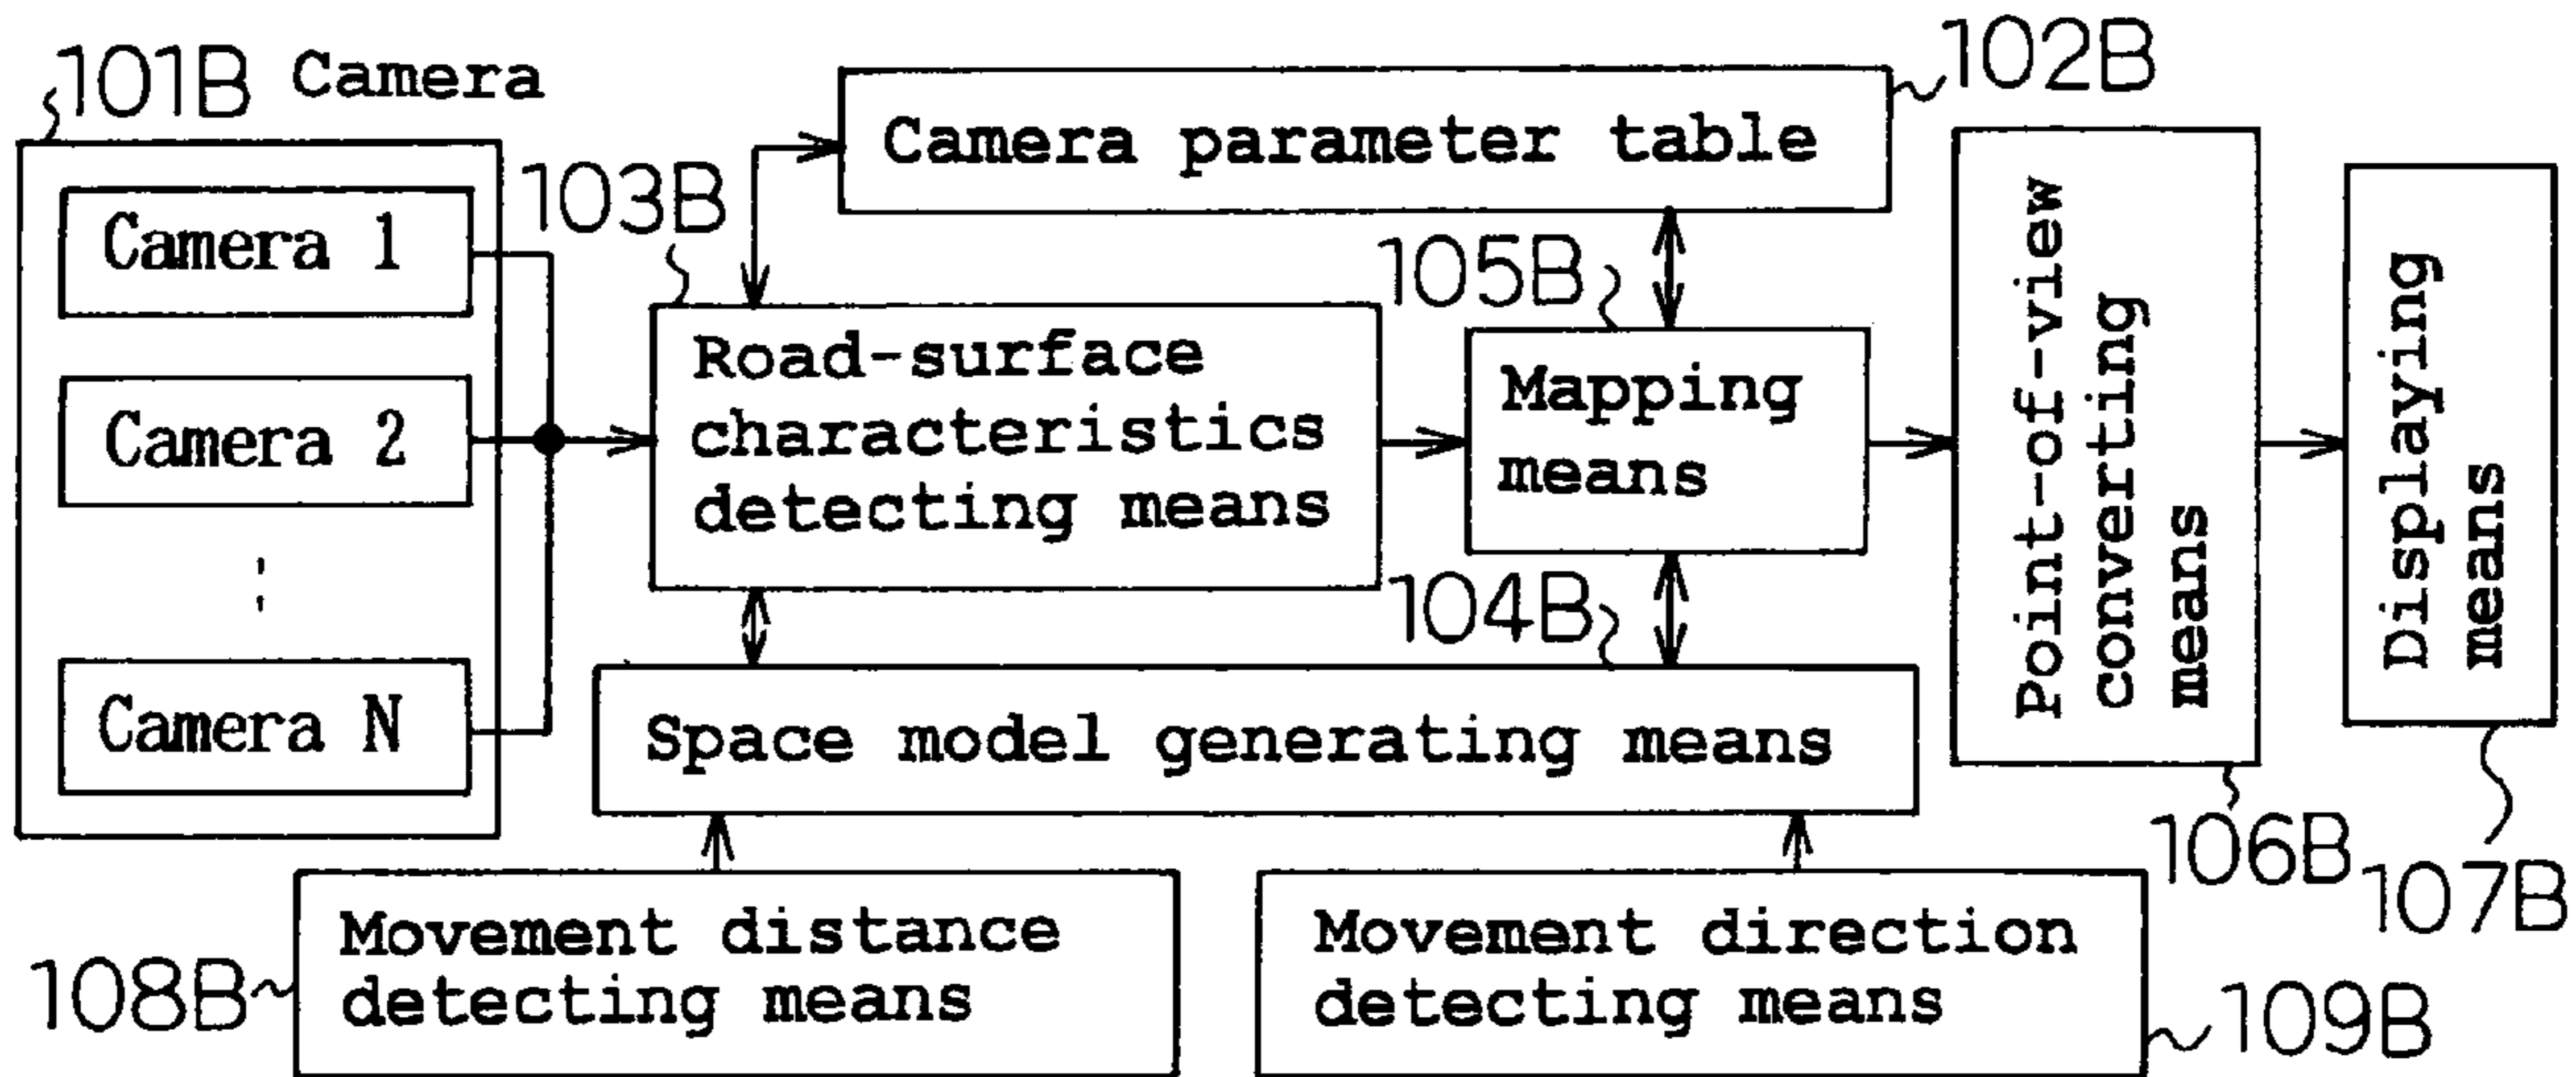 101B Camera
Camera 1
Camera 2
Camera N
102B
Camera parameter table
103B
Road-surface
characteristics
detecting means
105B
Mapping
means
104B
Space model generating means
Point-of-view
converting
means
106B
Displaying
means
107B
108B
Movement distance
detecting means
Movement direction
detecting means
109B